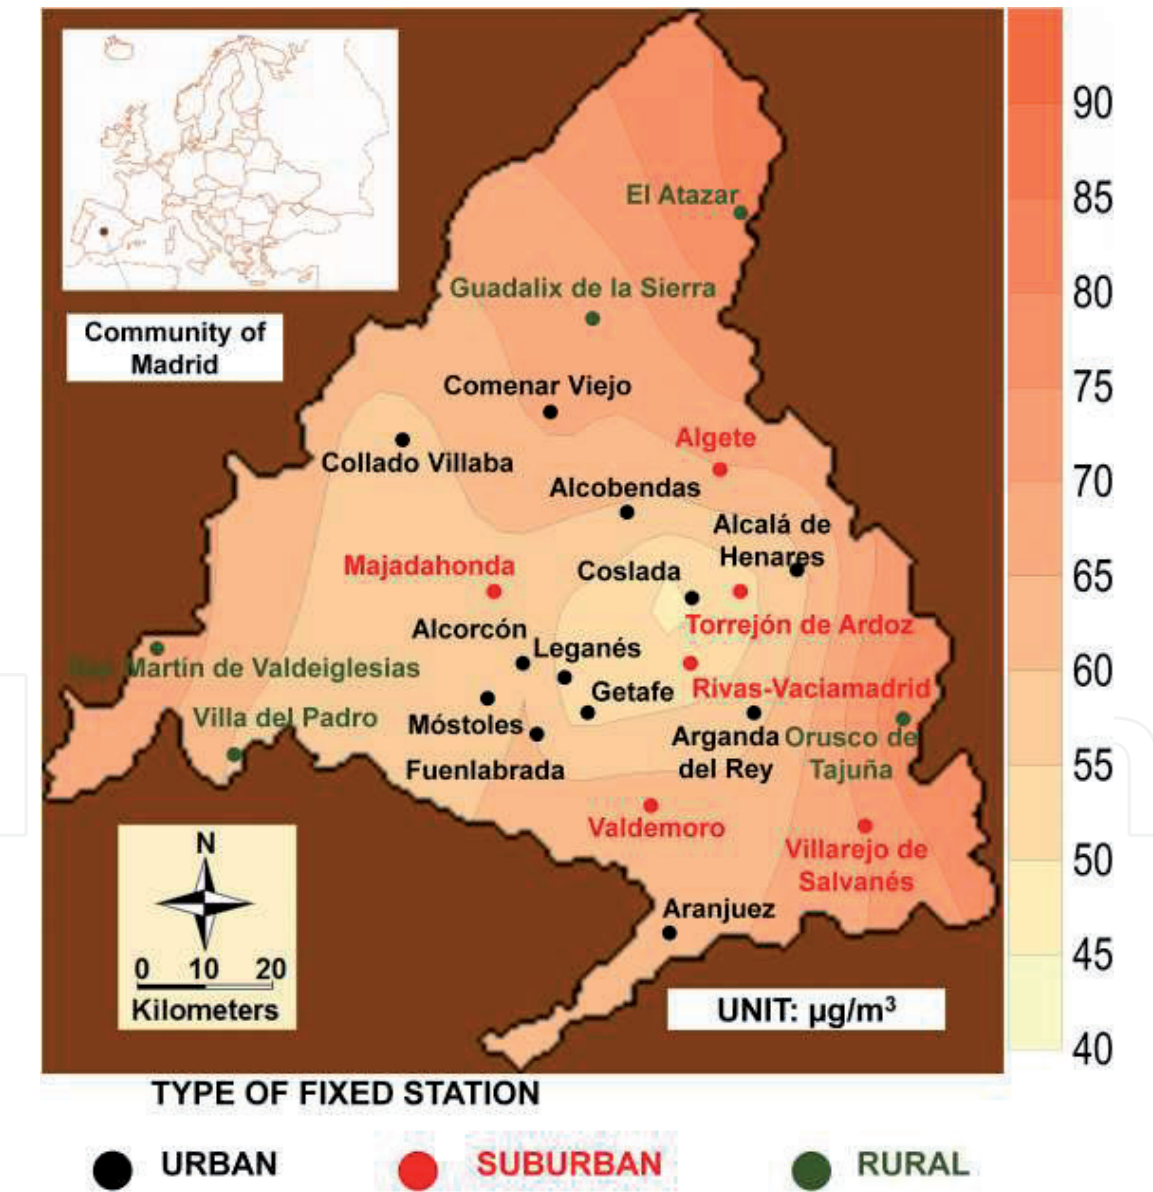 90
85
80
75
70
65
60
55
50
45
40
Community of
Madrid
El Atazar
Guadalix de la Sierra
Comenar Viejo
Collado Villaba
Algete
Alcobendas
Alcalá de
Henares
Majadahonda
Coslada
Torrejón de Ardoz
Alcorcón
Leganés
Martín de Valdeiglesias
Getafe
Rivas-Vaciamadrid
Villa del Padro
Móstoles
Arganda
del Rey
Orusco de
Tajuña
Fuenlabrada
Valdemoro
Villarejo de
Salvanés
Aranjuez
N
0 10 20
Kilometers
UNIT: µg/m³
TYPE OF FIXED STATION
URBAN
SUBURBAN
RURAL